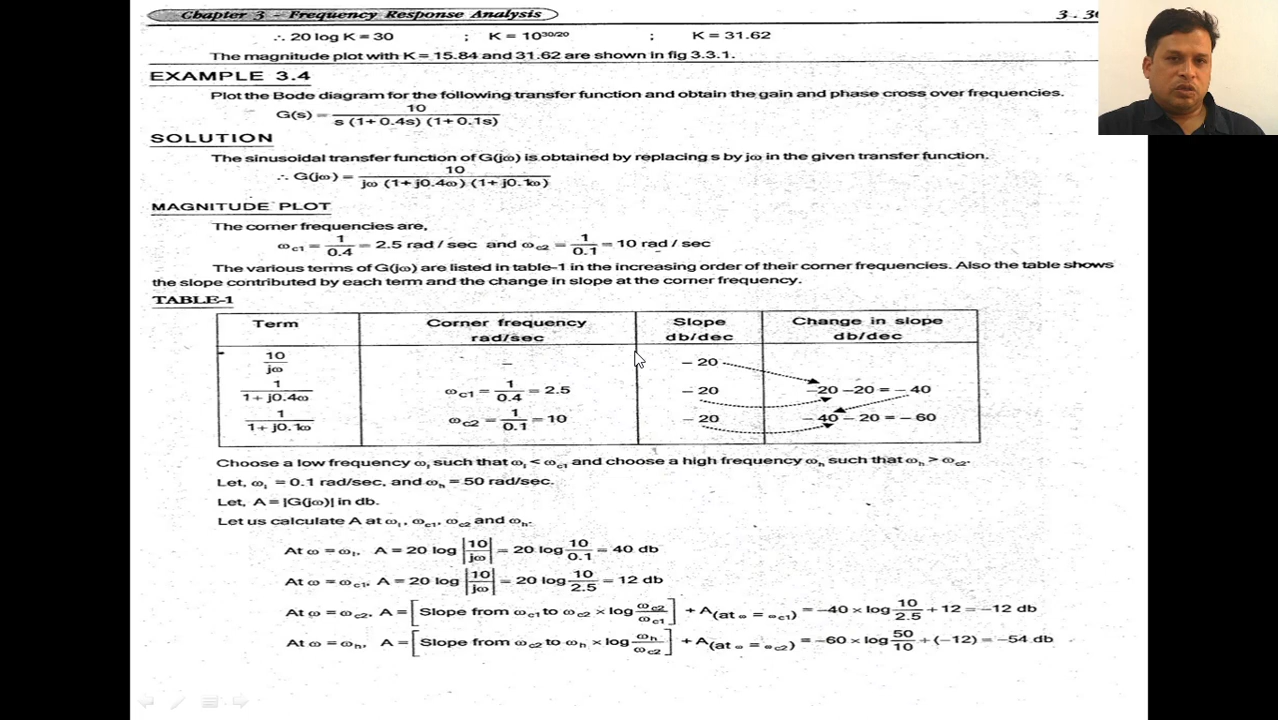 Chapter 3 - Frequency Response Analysis
∴ 20 log K = 30 ; K = 10^30/20 ; K = 31.62
The magnitude plot with K = 15.84 and 31.62 are shown in fig 3.3.1.
EXAMPLE 3.4
Plot the Bode diagram for the following transfer function and obtain the gain and phase cross over frequencies.
G(s) = 10 / s (1+ 0.4s) (1+ 0.1s)
SOLUTION
The sinusoidal transfer function of G(jω) is obtained by replacing s by jω in the given transfer function.
∴ G(jω) = 10 / jω (1+ j0.4ω) (1+ j0.1ω)
MAGNITUDE PLOT
The corner frequencies are,
ωc1 = 1/0.4 = 2.5 rad / sec and ωc2 = 1/0.1 = 10 rad / sec
The various terms of G(jω) are listed in table-1 in the increasing order of their corner frequencies. Also the table shows
the slope contributed by each term and the change in slope at the corner frequency.
TABLE-1
Term Corner frequency rad/sec Slope db/dec Change in slope db/dec
10/jω – – 20
1/1+ j0.4ω ωc1 = 1/0.4 = 2.5 – 20 –20 –20 = – 40
1/1+ j0.1ω ωc2 = 1/0.1 = 10 – 20 – 40 – 20 = – 60
Choose a low frequency ωl such that ωl < ωc1 and choose a high frequency ωh such that ωh > ωc2.
Let, ωl = 0.1 rad/sec, and ωh = 50 rad/sec.
Let, A = |G(jω)| in db.
Let us calculate A at ωl, ωc1, ωc2 and ωh.
At ω = ωl, A = 20 log |10/jω| = 20 log 10/0.1 = 40 db
At ω = ωc1, A = 20 log |10/jω| = 20 log 10/2.5 = 12 db
At ω = ωc2, A = [Slope from ωc1 to ωc2 × log ωc2/ωc1] + A(at ω = ωc1) = –40 × log 10/2.5 + 12 = –12 db
At ω = ωh, A = [Slope from ωc2 to ωh × log ωh/ωc2] + A(at ω = ωc2) = –60 × log 50/10 + (–12) = –54 db